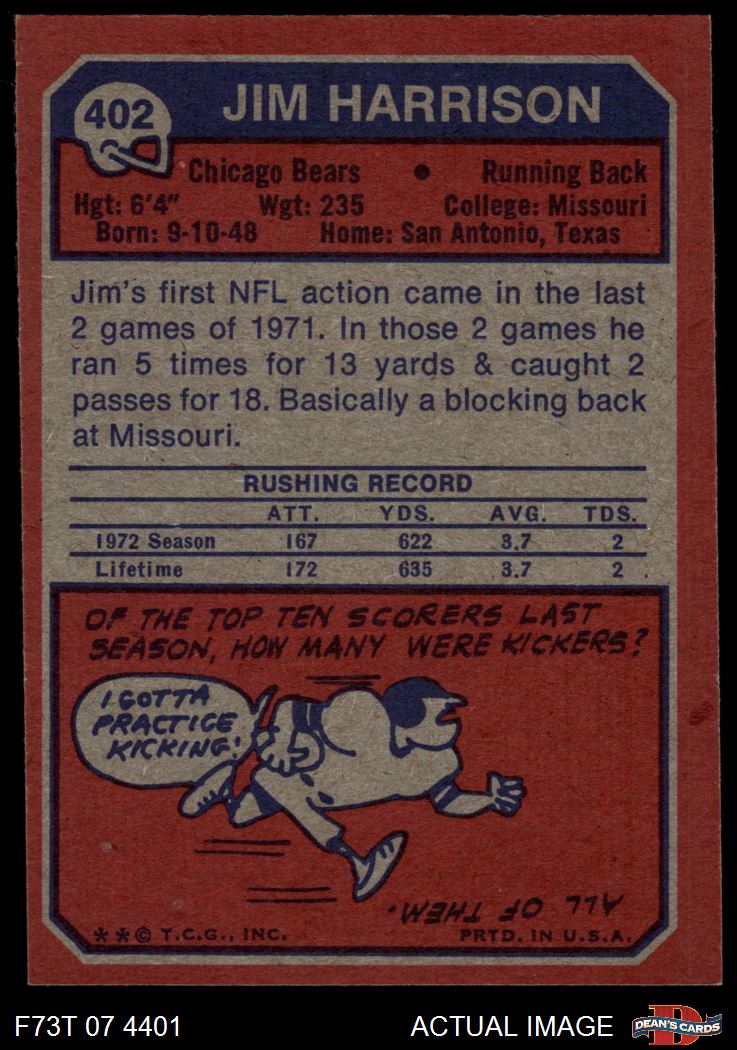 402
JIM HARRISON
Chicago Bears • Running Back
Hgt: 6'4" Wgt: 235 College: Missouri
Born: 9-10-48 Home: San Antonio, Texas
Jim's first NFL action came in the last
2 games of 1971. In those 2 games he
ran 5 times for 13 yards & caught 2
passes for 18. Basically a blocking back
at Missouri.
RUSHING RECORD
ATT. YDS. AVG. TDS.
1972 Season 167 622 3.7 2
Lifetime 172 635 3.7 2
OF THE TOP TEN SCORERS LAST
SEASON, HOW MANY WERE KICKERS?
I GOTTA
PRACTICE
KICKING!
ALL OF THEM.
**© T.C.G., INC. PRTD. IN U.S.A.
F73T 07 4401 ACTUAL IMAGE
DEAN'S CARDS